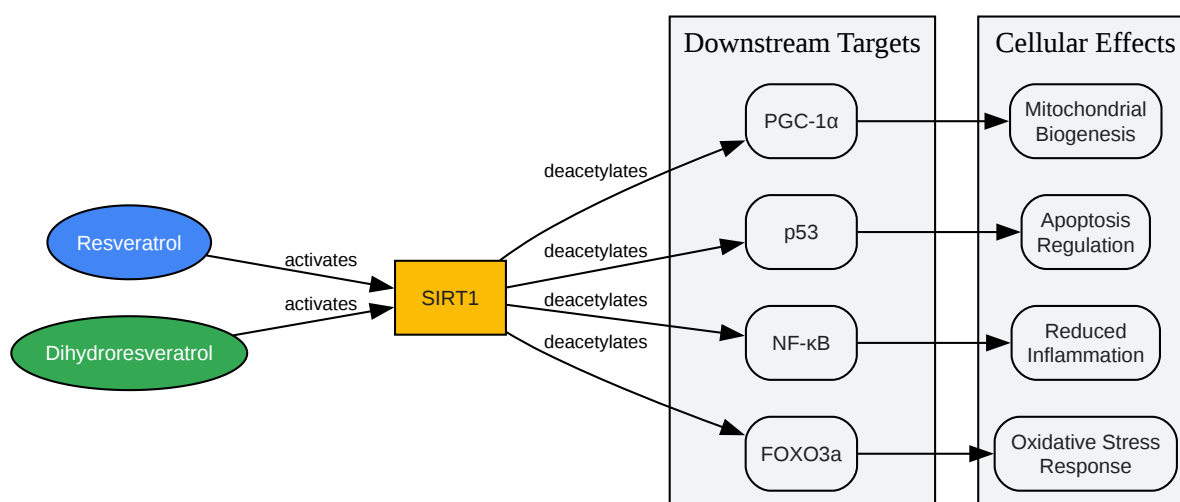 Downstream Targets
Cellular Effects
Resveratrol
Dihydroresveratrol
activates
activates
SIRT1
deacetylates
deacetylates
deacetylates
deacetylates
PGC-1α
p53
NF-κB
FOXO3a
Mitochondrial
Biogenesis
Apoptosis
Regulation
Reduced
Inflammation
Oxidative Stress
Response